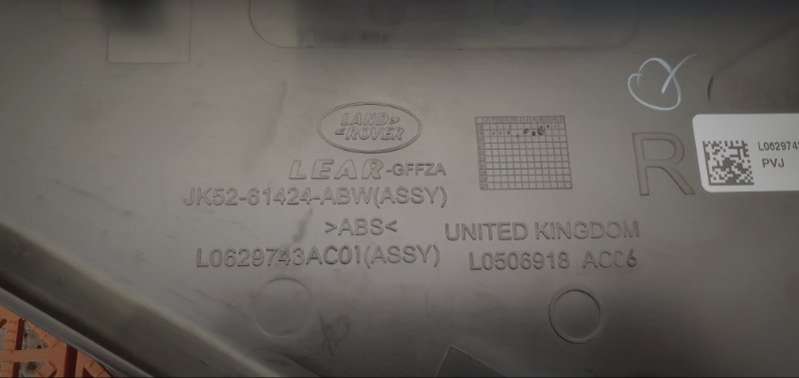 LAND
ROVER
LEAR-GFFZA
JK52-61424-ABW(ASSY)
>ABS<
L0629743AC01(ASSY)
UNITED KINGDOM
L0506918 AC06
R
PVJ